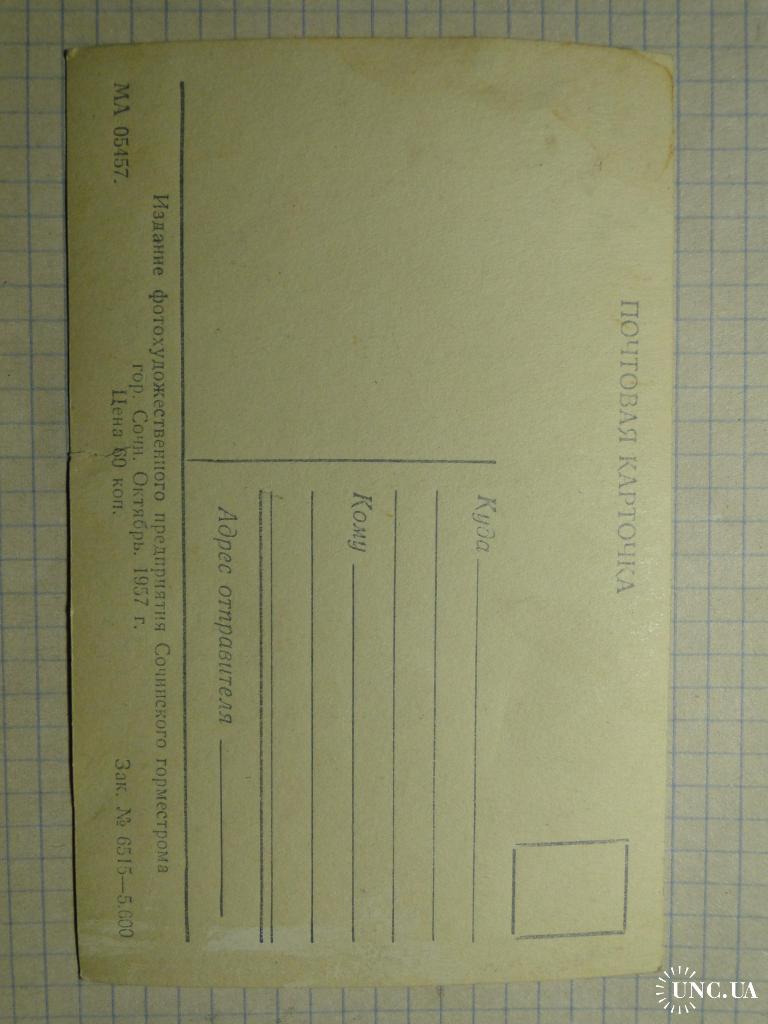 ПОЧТОВАЯ КАРТОЧКА
Куда
Кому
Адрес отправителя
Издание фотохудожественного предприятия Сочинского горместрома
гор. Сочи. Октябрь. 1957 г.
МА 05457.
Цена 60 коп.
Зак. № 6515—5.600
UNC.UA